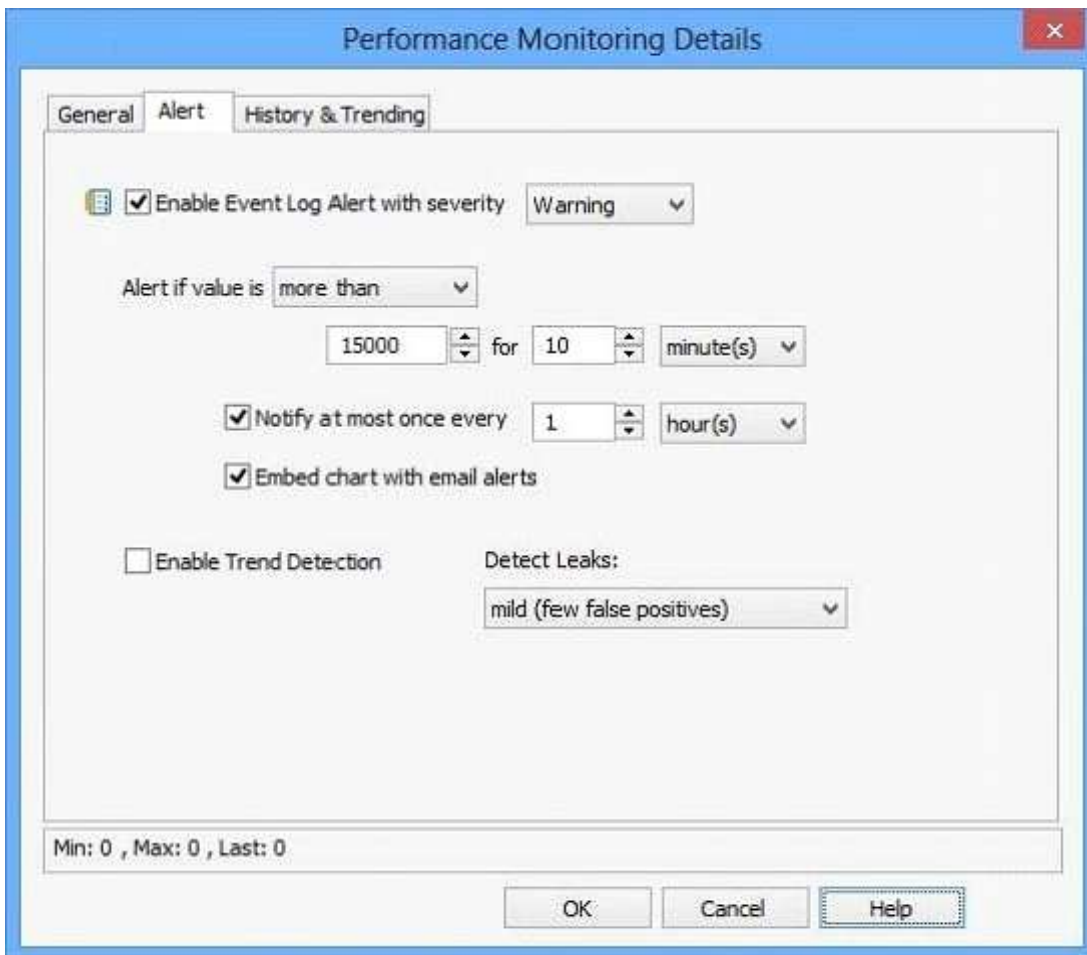 Performance Monitoring Details
General Alert History & Trending
Enable Event Log Alert with severity Warning
Alert if value is more than
15000 for 10 minute(s)
Notify at most once every 1 hour(s)
Embed chart with email alerts
Enable Trend Detection Detect Leaks:
mild (few false positives)
Min: 0 , Max: 0 , Last: 0
OK Cancel Help